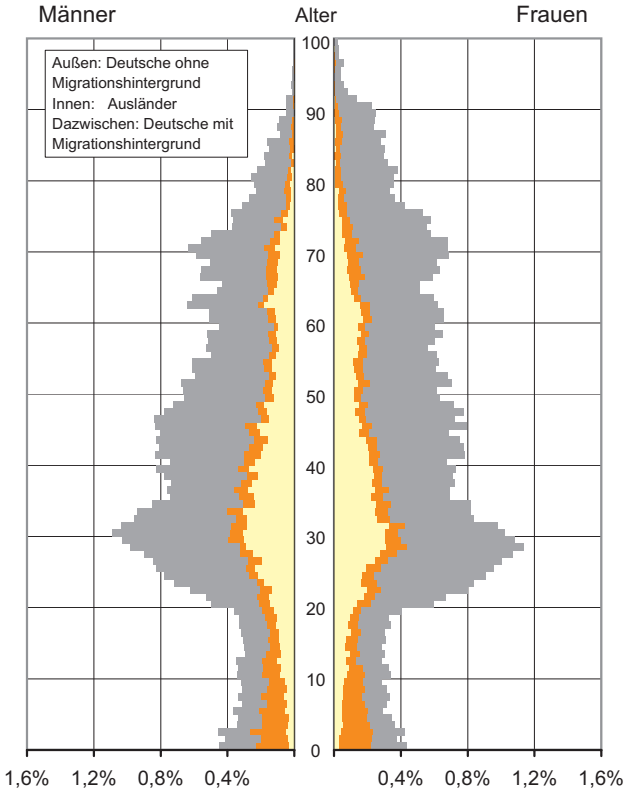 Männer Alter Frauen
Außen: Deutsche ohne
Migrationshintergrund
Innen: Ausländer
Dazwischen: Deutsche mit
Migrationshintergrund
100
90
80
70
60
50
40
30
20
10
0
1,6% 1,2% 0,8% 0,4% 0,4% 0,8% 1,2% 1,6%